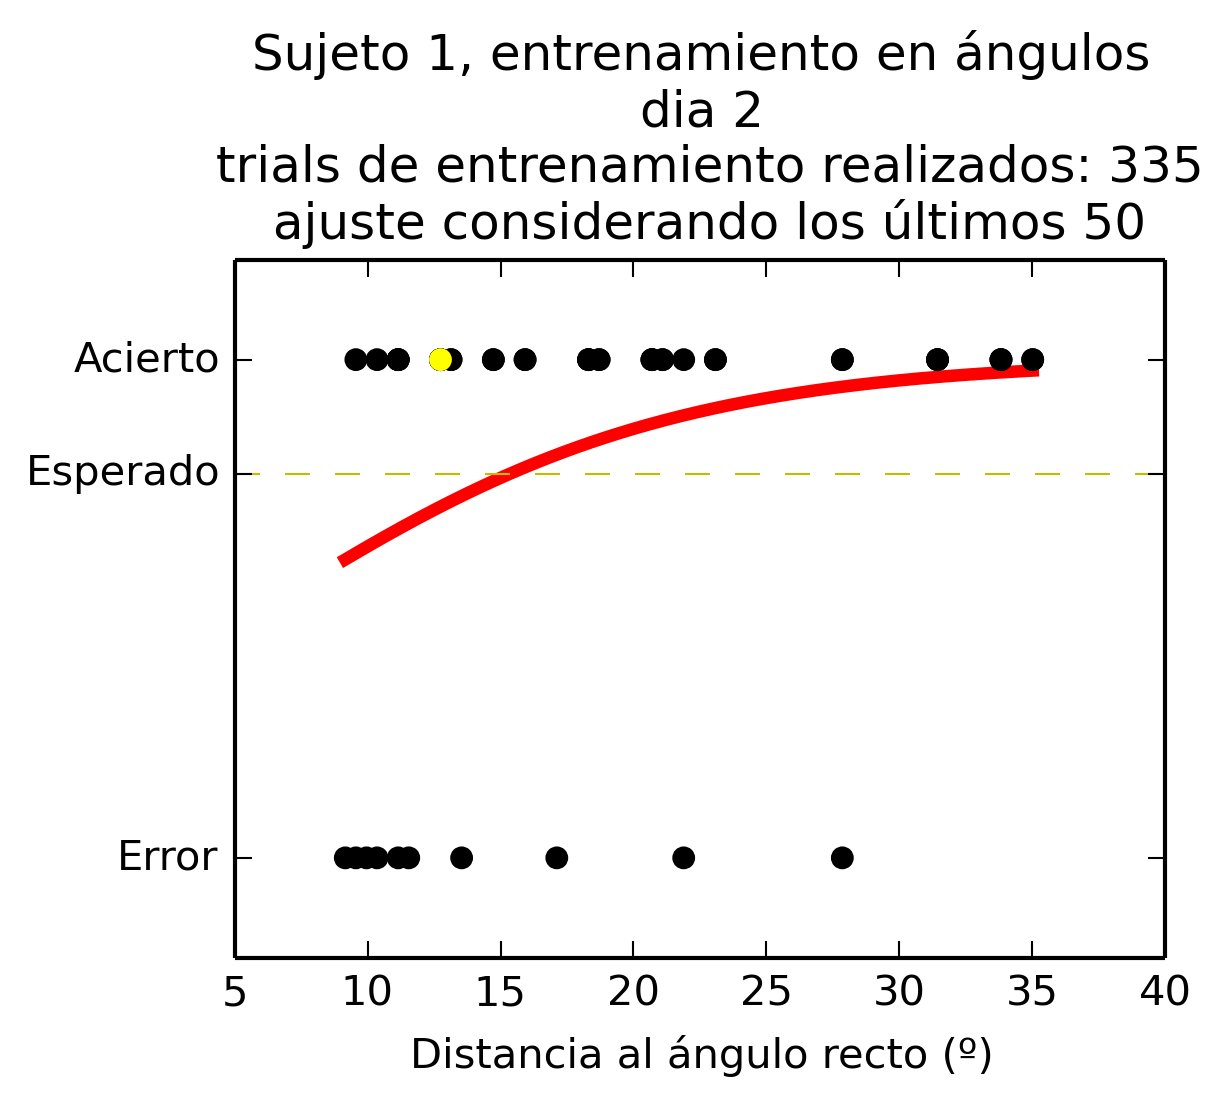 Sujeto 1, entrenamiento en ángulos
dia 2
trials de entrenamiento realizados: 335
ajuste considerando los últimos 50
Acierto
Esperado
Error
5 10 15 20 25 30 35 40
Distancia al ángulo recto (º)